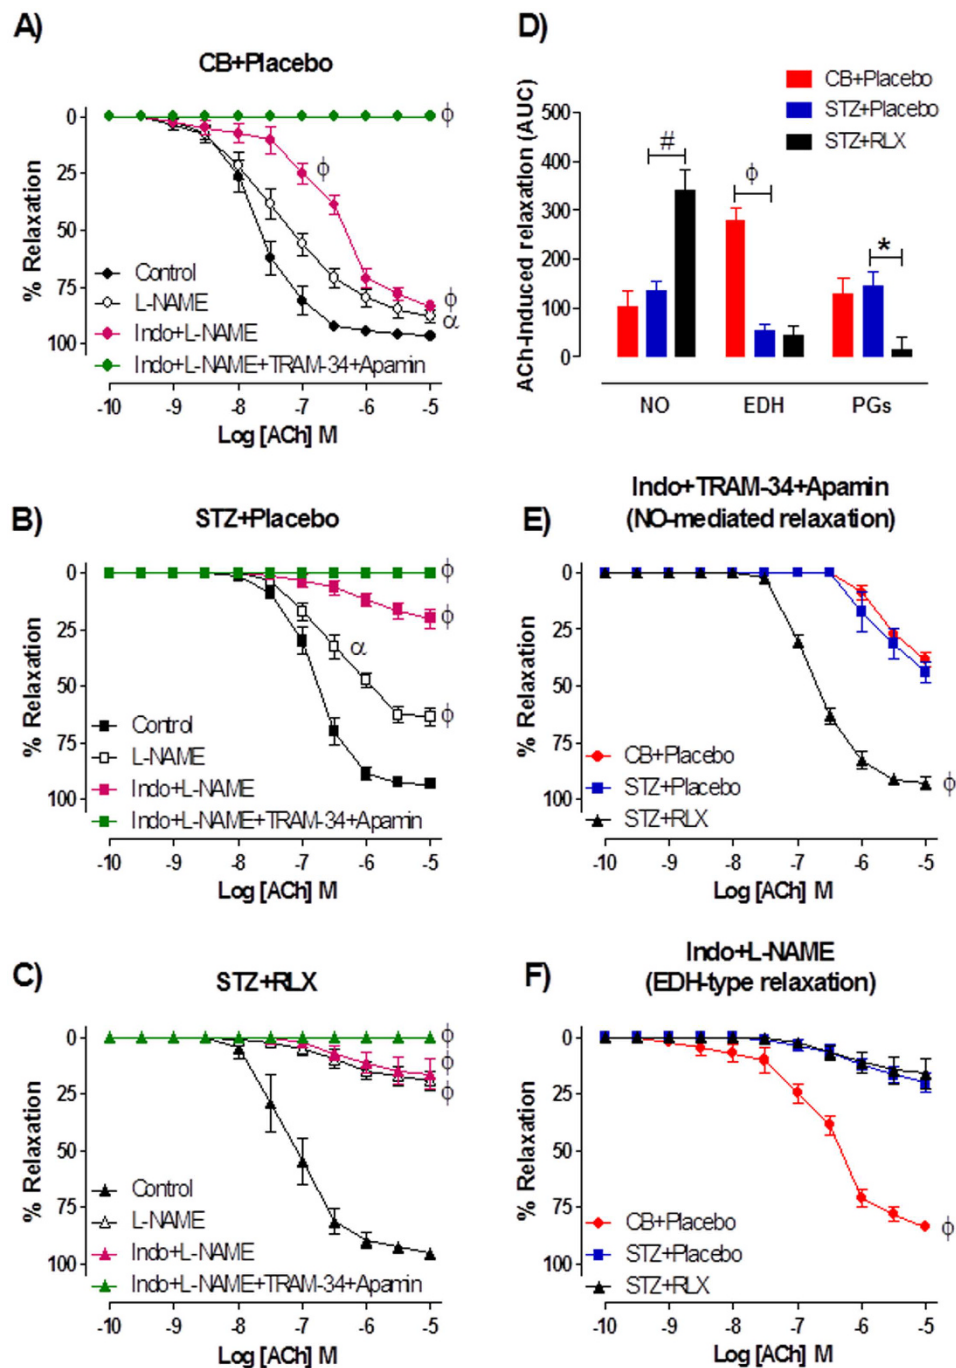 A)
CB+Placebo
0
25
50
75
100
% Relaxation
ϕ
ϕ
ϕ
α
Control
L-NAME
Indo+L-NAME
Indo+L-NAME+TRAM-34+Apamin
-10 -9 -8 -7 -6 -5
Log [ACh] M
D)
CB+Placebo
STZ+Placebo
STZ+RLX
500
400
300
200
100
0
ACh-induced relaxation (AUC)
#
ϕ
*
NO EDH PGs
B)
STZ+Placebo
0
25
50
75
100
% Relaxation
ϕ
ϕ
α
ϕ
Control
L-NAME
Indo+L-NAME
Indo+L-NAME+TRAM-34+Apamin
-10 -9 -8 -7 -6 -5
Log [ACh] M
E)
Indo+TRAM-34+Apamin
(NO-mediated relaxation)
0
25
50
75
100
% Relaxation
CB+Placebo
STZ+Placebo
STZ+RLX
ϕ
-10 -9 -8 -7 -6 -5
Log [ACh] M
C)
STZ+RLX
0
25
50
75
100
% Relaxation
ϕ
ϕ
ϕ
Control
L-NAME
Indo+L-NAME
Indo+L-NAME+TRAM-34+Apamin
-10 -9 -8 -7 -6 -5
Log [ACh] M
F)
Indo+L-NAME
(EDH-type relaxation)
0
25
50
75
100
% Relaxation
CB+Placebo
STZ+Placebo
STZ+RLX
ϕ
-10 -9 -8 -7 -6 -5
Log [ACh] M